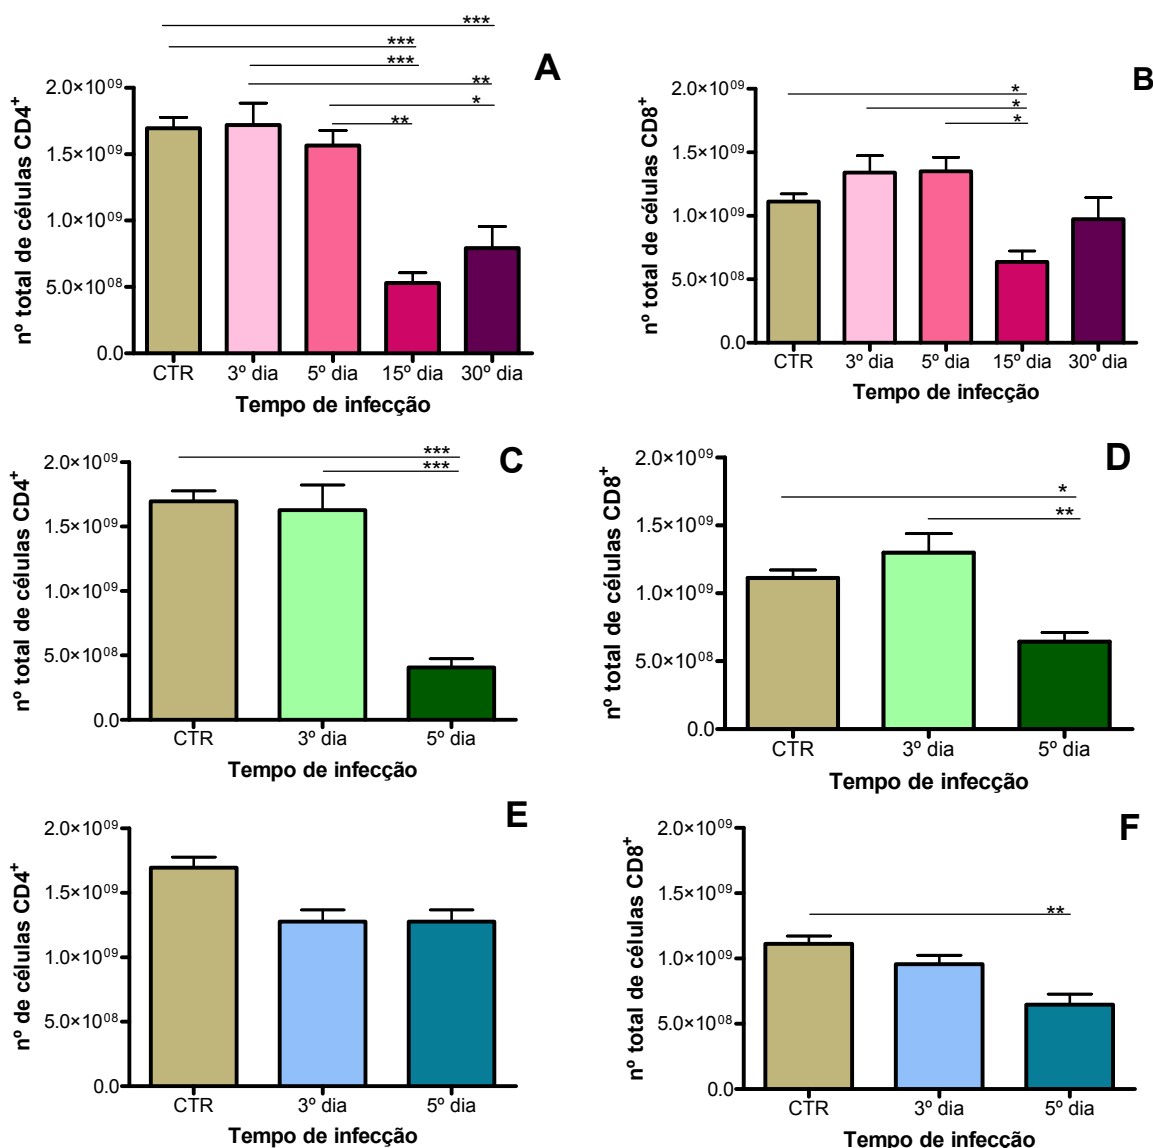 ***
***
***
**
*
**
A
nº total de células CD4⁺
2.0×10⁰⁹
1.5×10⁰⁹
1.0×10⁰⁹
5.0×10⁰⁸
0.0
CTR 3º dia 5º dia 15º dia 30º dia
Tempo de infecção
*
*
*
B
nº total de células CD8⁺
2.0×10⁰⁹
1.5×10⁰⁹
1.0×10⁰⁹
5.0×10⁰⁸
0.0
CTR 3º dia 5º dia 15º dia 30º dia
Tempo de infecção
***
***
C
nº total de células CD4⁺
2.0×10⁰⁹
1.5×10⁰⁹
1.0×10⁰⁹
5.0×10⁰⁸
0.0
CTR 3º dia 5º dia
Tempo de infecção
*
**
D
nº total de células CD8⁺
2.0×10⁰⁹
1.5×10⁰⁹
1.0×10⁰⁹
5.0×10⁰⁸
0.0
CTR 3º dia 5º dia
Tempo de infecção
E
nº de células CD4⁺
2.0×10⁰⁹
1.5×10⁰⁹
1.0×10⁰⁹
5.0×10⁰⁸
0.0
CTR 3º dia 5º dia
Tempo de infecção
**
F
nº total de células CD8⁺
2.0×10⁰⁹
1.5×10⁰⁹
1.0×10⁰⁹
5.0×10⁰⁸
0.0
CTR 3º dia 5º dia
Tempo de infecção